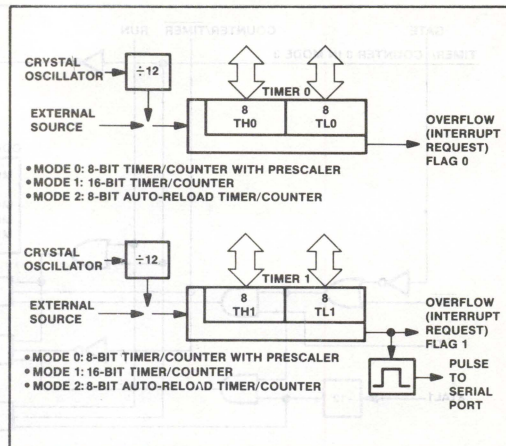 CRYSTAL
OSCILLATOR
÷12
EXTERNAL
SOURCE
TIMER 0
8
TH0
8
TL0
OVERFLOW
(INTERRUPT
REQUEST)
FLAG 0
• MODE 0: 8-BIT TIMER/COUNTER WITH PRESCALER
• MODE 1: 16-BIT TIMER/COUNTER
• MODE 2: 8-BIT AUTO-RELOAD TIMER/COUNTER
CRYSTAL
OSCILLATOR
÷12
EXTERNAL
SOURCE
TIMER 1
8
TH1
8
TL1
OVERFLOW
(INTERRUPT
REQUEST)
FLAG 1
PULSE
TO
SERIAL
PORT
• MODE 0: 8-BIT TIMER/COUNTER WITH PRESCALER
• MODE 1: 16-BIT TIMER/COUNTER
• MODE 2: 8-BIT AUTO-RELOAD TIMER/COUNTER